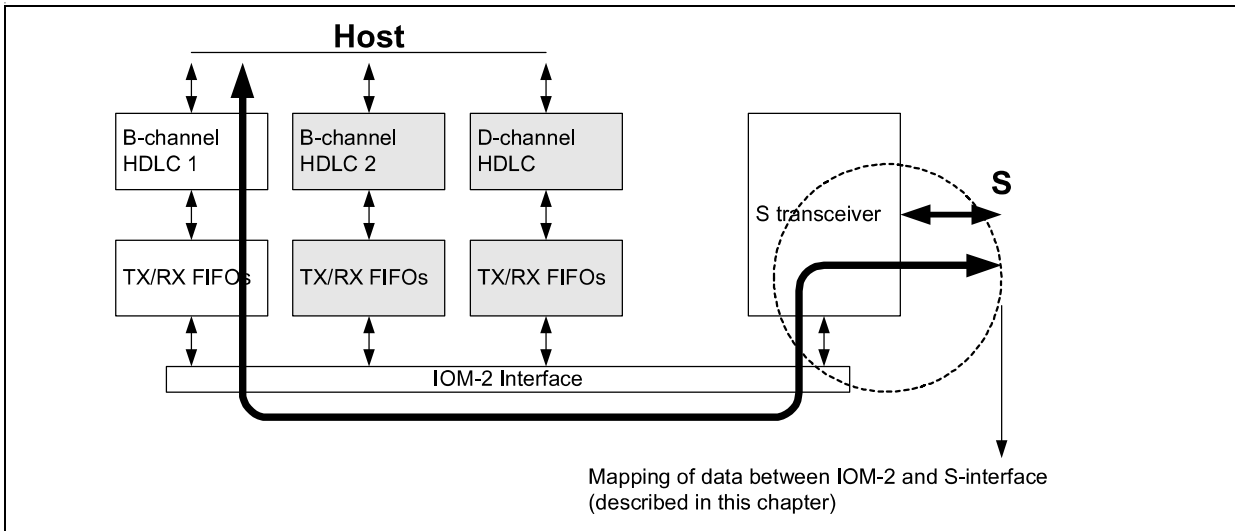 Host
B-channel
HDLC 1
B-channel
HDLC 2
D-channel
HDLC
S transceiver
S
TX/RX FIFOs
TX/RX FIFOs
TX/RX FIFOs
IOM-2 Interface
Mapping of data between IOM-2 and S-interface
(described in this chapter)